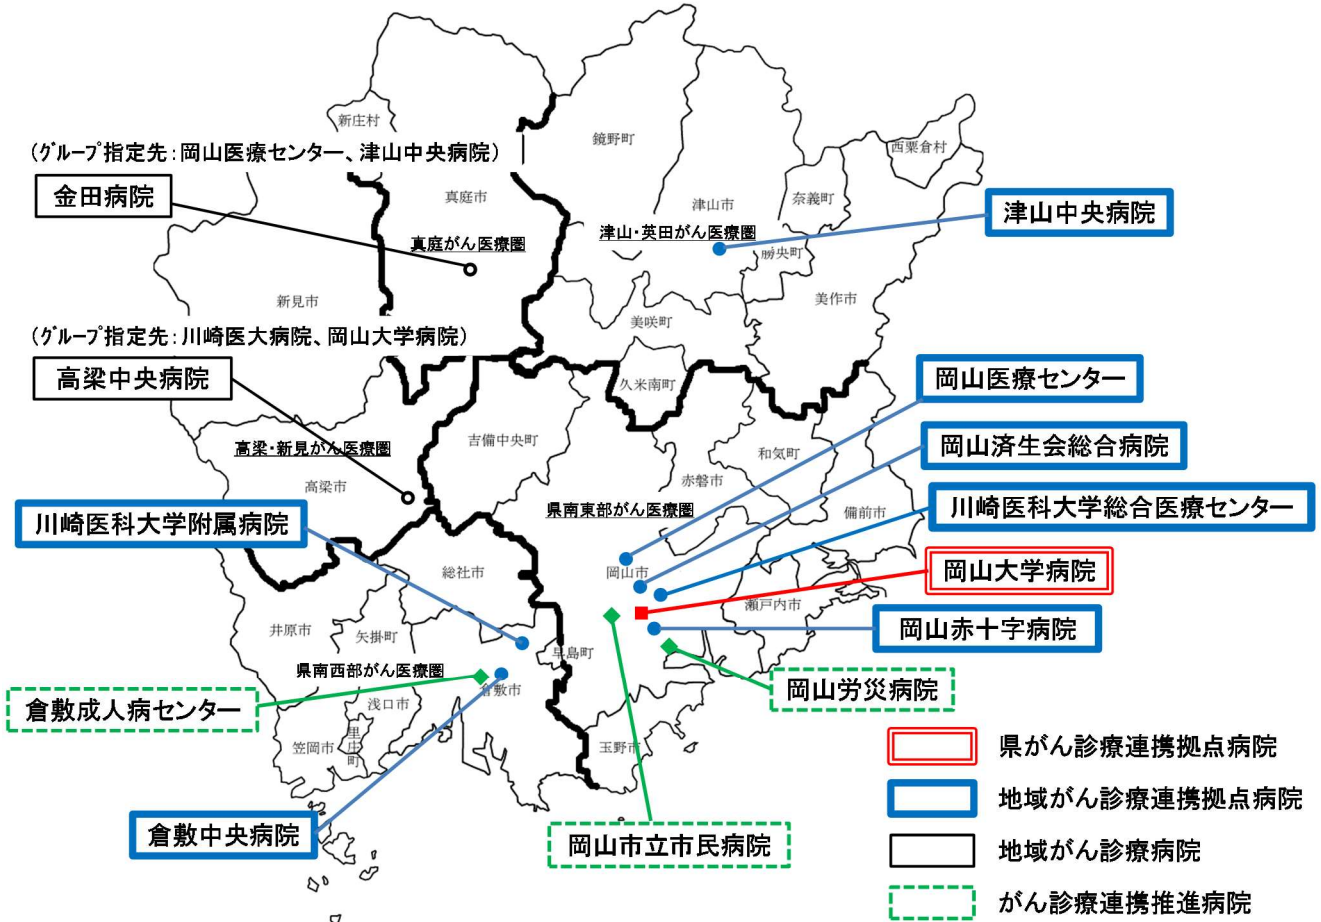 新庄村
鏡野町
西粟倉村
(グループ指定先:岡山医療センター、津山中央病院)
金田病院
真庭市
津山市
奈義町
津山中央病院
真庭がん医療圏
津山・英田がん医療圏
勝央町
新見市
美作市
美咲町
(グループ指定先:川崎医大病院、岡山大学病院)
高梁中央病院
久米南町
岡山医療センター
吉備中央町
和気町
岡山済生会総合病院
高梁・新見がん医療圏
赤磐市
高梁市
県南東部がん医療圏
備前市
川崎医科大学総合医療センター
川崎医科大学附属病院
総社市
岡山市
岡山大学病院
瀬戸内市
井原市
矢掛町
早島町
岡山赤十字病院
県南西部がん医療圏
倉敷市
岡山労災病院
倉敷成人病センター
浅口市
笠岡市
里庄町
玉野市
県がん診療連携拠点病院
地域がん診療連携拠点病院
倉敷中央病院
岡山市立市民病院
地域がん診療病院
がん診療連携推進病院